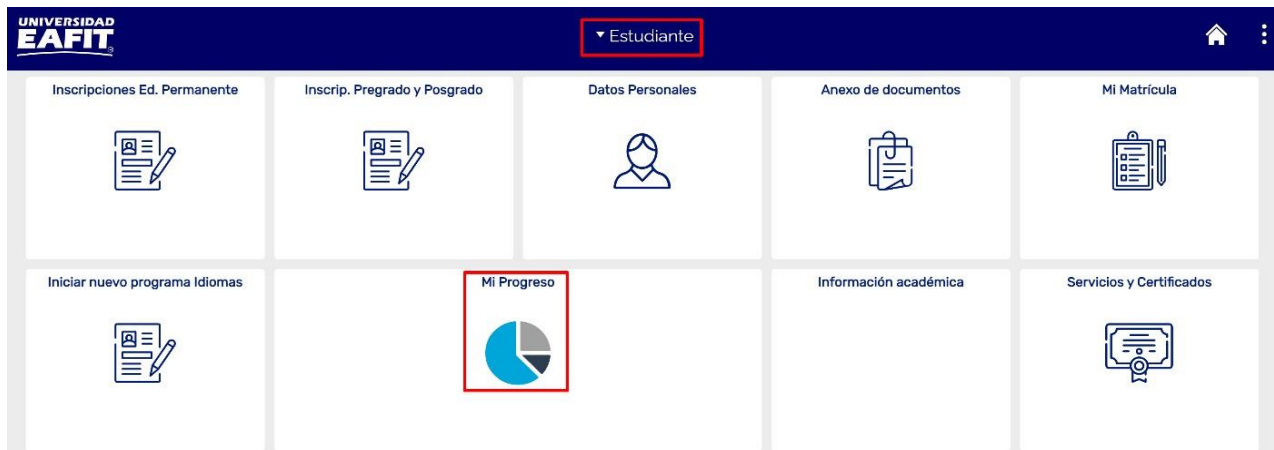 UNIVERSIDAD
EAFIT
Estudiante
Inscripciones Ed. Permanente
Inscrip. Pregrado y Posgrado
Datos Personales
Anexo de documentos
Mi Matrícula
Iniciar nuevo programa Idiomas
Mi Progreso
Información académica
Servicios y Certificados